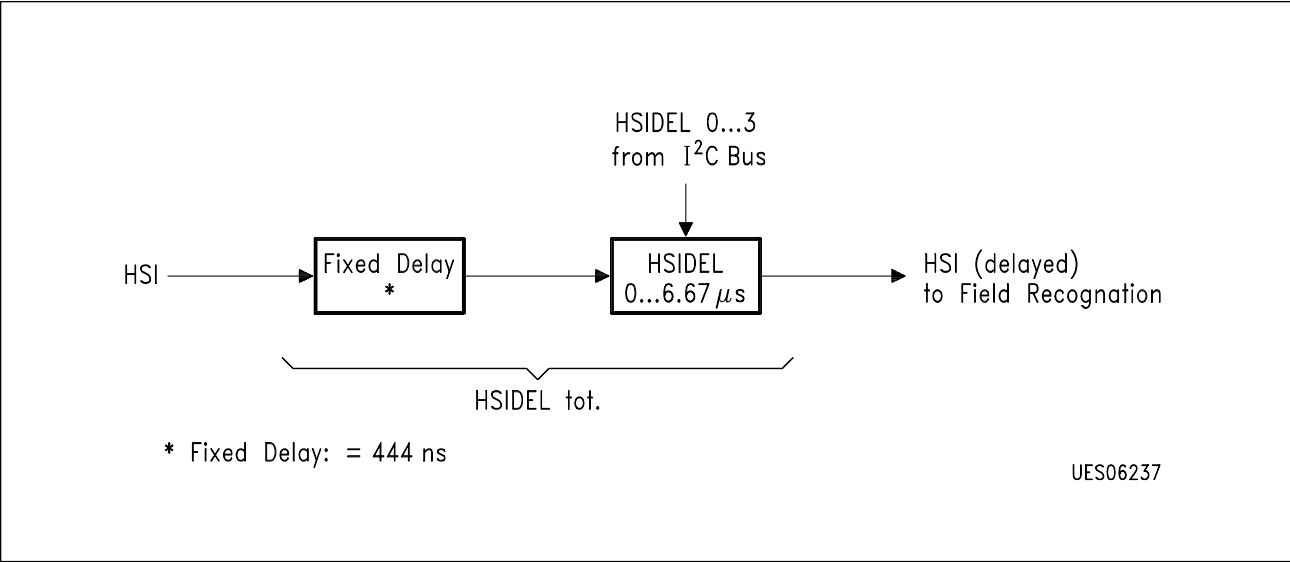 HSIDEL 0...3
from I²C Bus
HSI
Fixed Delay
*
HSIDEL
0...6.67 μs
HSI (delayed)
to Field Recognation
HSIDEL tot.
* Fixed Delay: = 444 ns
UES06237